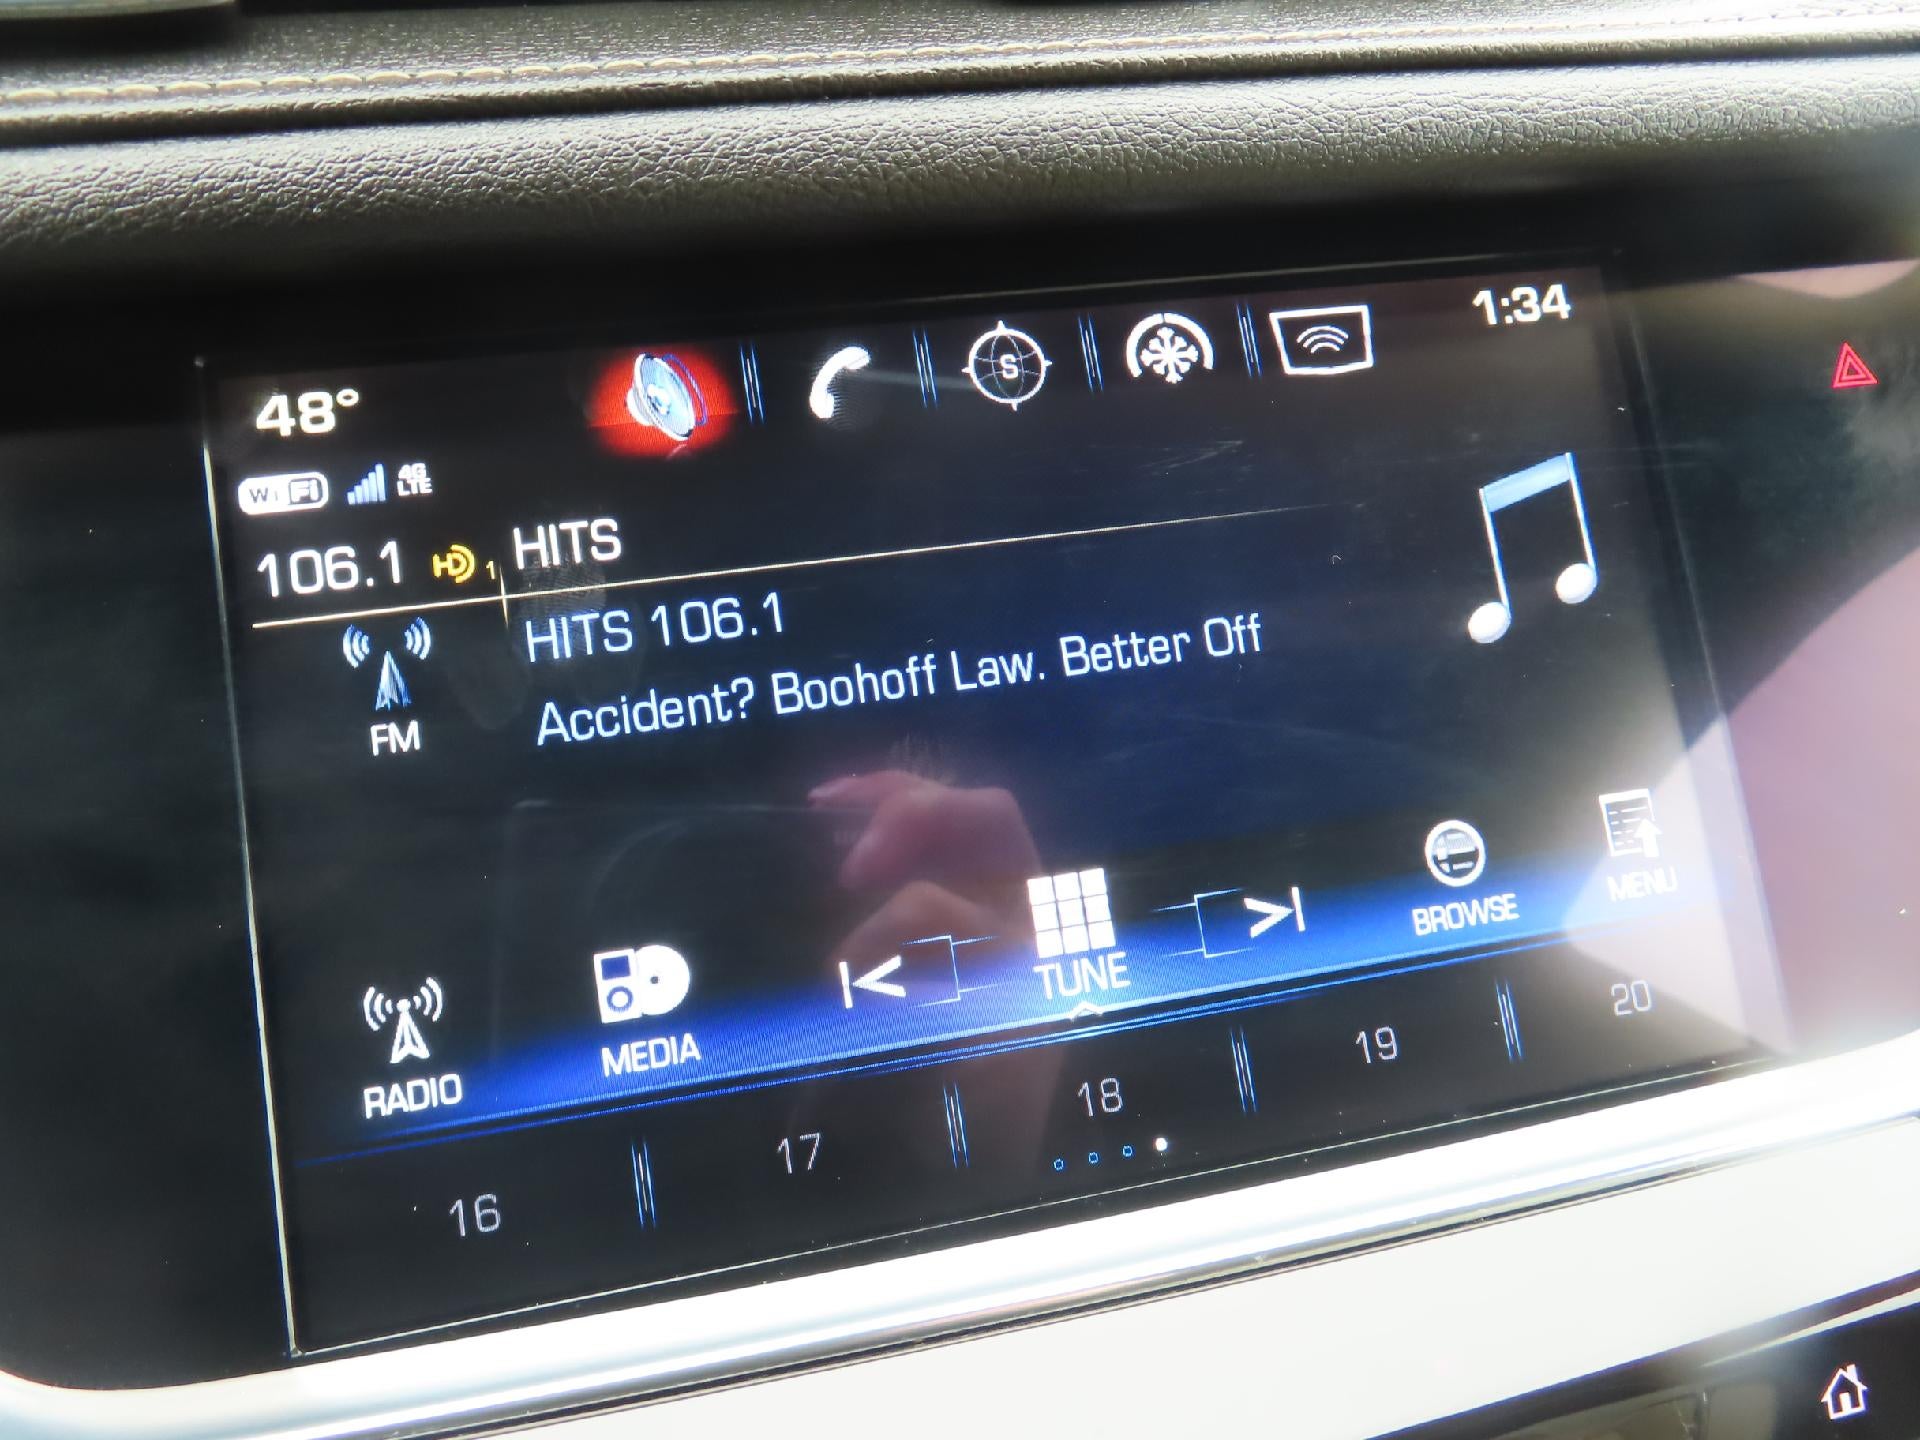 48°
1:34
S
WiFi 4G LTE
106.1 HD 1 HITS
HITS 106.1
Accident? Boohoff Law. Better Off
FM
RADIO
MEDIA
TUNE
BROWSE
MENU
16
17
18
19
20